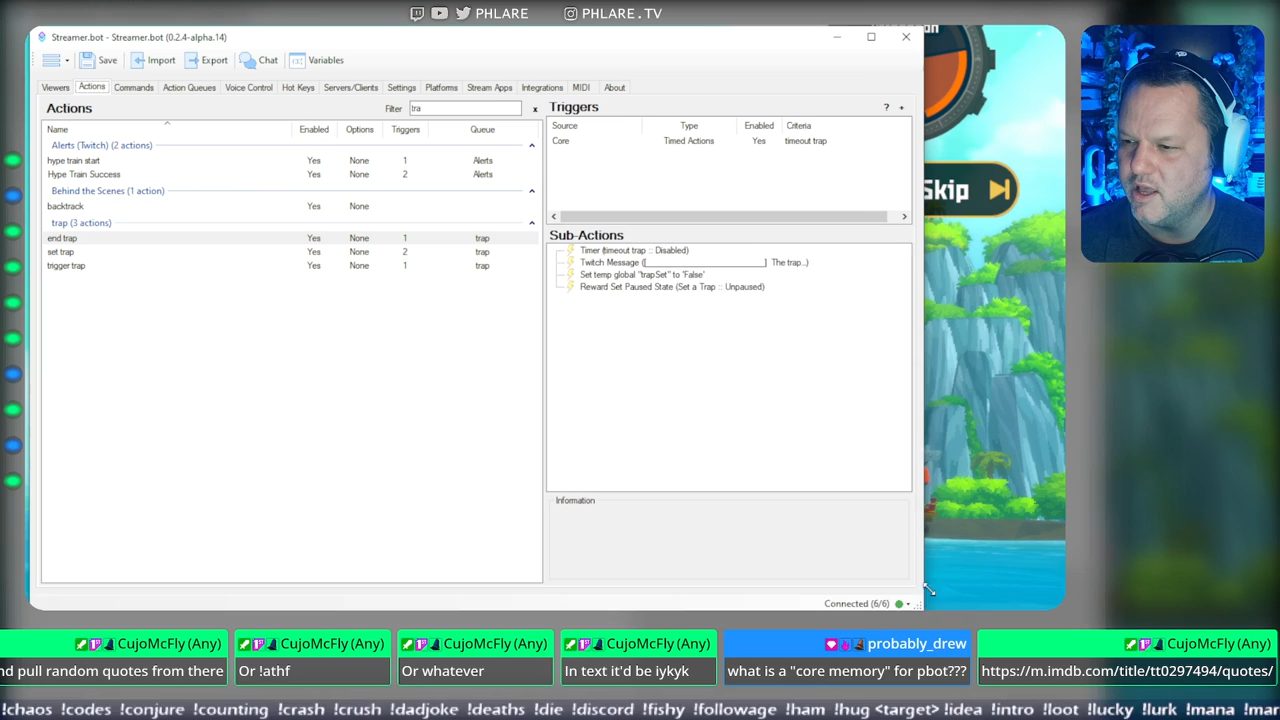 PHLARE PHLARE.TV
Streamer.bot - Streamer.bot (0.2.4-alpha.14)
Save Import Export Chat Variables
Viewers Actions Commands Action Queues Voice Control Hot Keys Servers/Clients Settings Platforms Stream Apps Integrations MIDI About
Actions Filter tra x
Name Enabled Options Triggers Queue
Alerts (Twitch) (2 actions)
hype train start Yes None 1 Alerts
Hype Train Success Yes None 2 Alerts
Behind the Scenes (1 action)
backtrack Yes None
trap (3 actions)
end trap Yes None 1 trap
set trap Yes None 2 trap
trigger trap Yes None 1 trap
Triggers ? +
Source Type Enabled Criteria
Core Timed Actions Yes timeout trap
Sub-Actions
Timer (timeout trap :: Disabled)
Twitch Message ([______________________] The trap...)
Set temp global "trapSet" to 'False'
Reward Set Paused State (Set a Trap :: Unpaused)
Information
Connected (6/6)
Skip
CujoMcFly (Any)
nd pull random quotes from there
CujoMcFly (Any)
Or !athf
CujoMcFly (Any)
Or whatever
CujoMcFly (Any)
In text it'd be iykyk
probably_drew
what is a "core memory" for pbot???
CujoMcFly (Any)
https://m.imdb.com/title/tt0297494/quotes/
!chaos !codes !conjure !counting !crash !crush !dadjoke !deaths !die !discord !fishy !followage !ham !hug <target> !idea !intro !loot !lucky !lurk !mana !mar